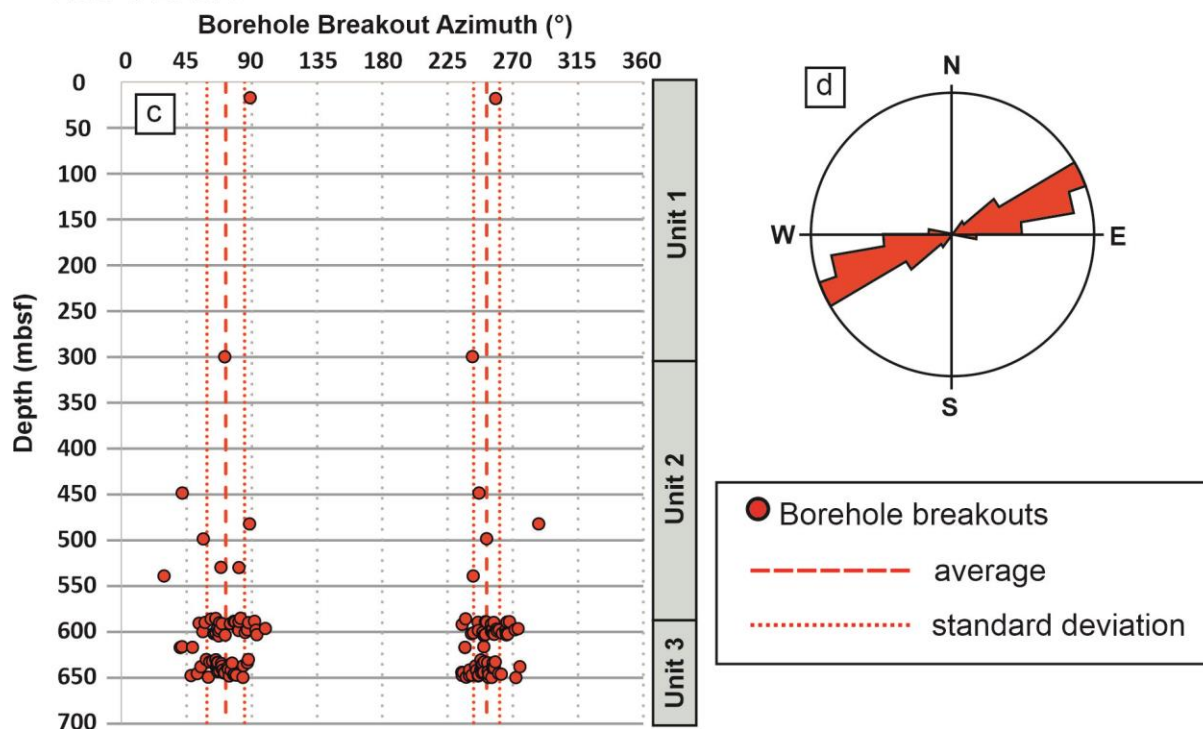 Borehole Breakout Azimuth (°)
0 45 90 135 180 225 270 315 360
Depth (mbsf)
0
50
100
150
200
250
300
350
400
450
500
550
600
650
700
c
Unit 1
Unit 2
Unit 3
d
N
W
E
S
Borehole breakouts
average
standard deviation